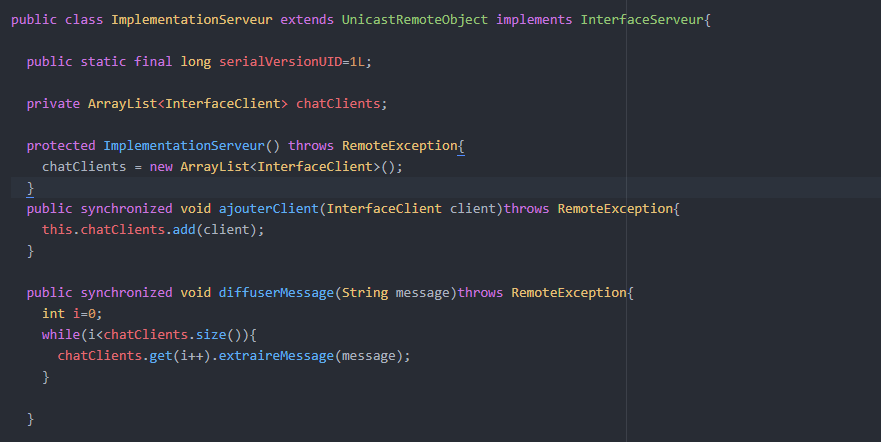 public class ImplementationServeur extends UnicastRemoteObject implements InterfaceServeur{
public static final long serialVersionUID=1L;
private ArrayList<InterfaceClient> chatClients;
protected ImplementationServeur() throws RemoteException{
chatClients = new ArrayList<InterfaceClient>();
}
public synchronized void ajouterClient(InterfaceClient client)throws RemoteException{
this.chatClients.add(client);
}
public synchronized void diffuserMessage(String message)throws RemoteException{
int i=0;
while(i<chatClients.size()){
chatClients.get(i++).extraireMessage(message);
}
}